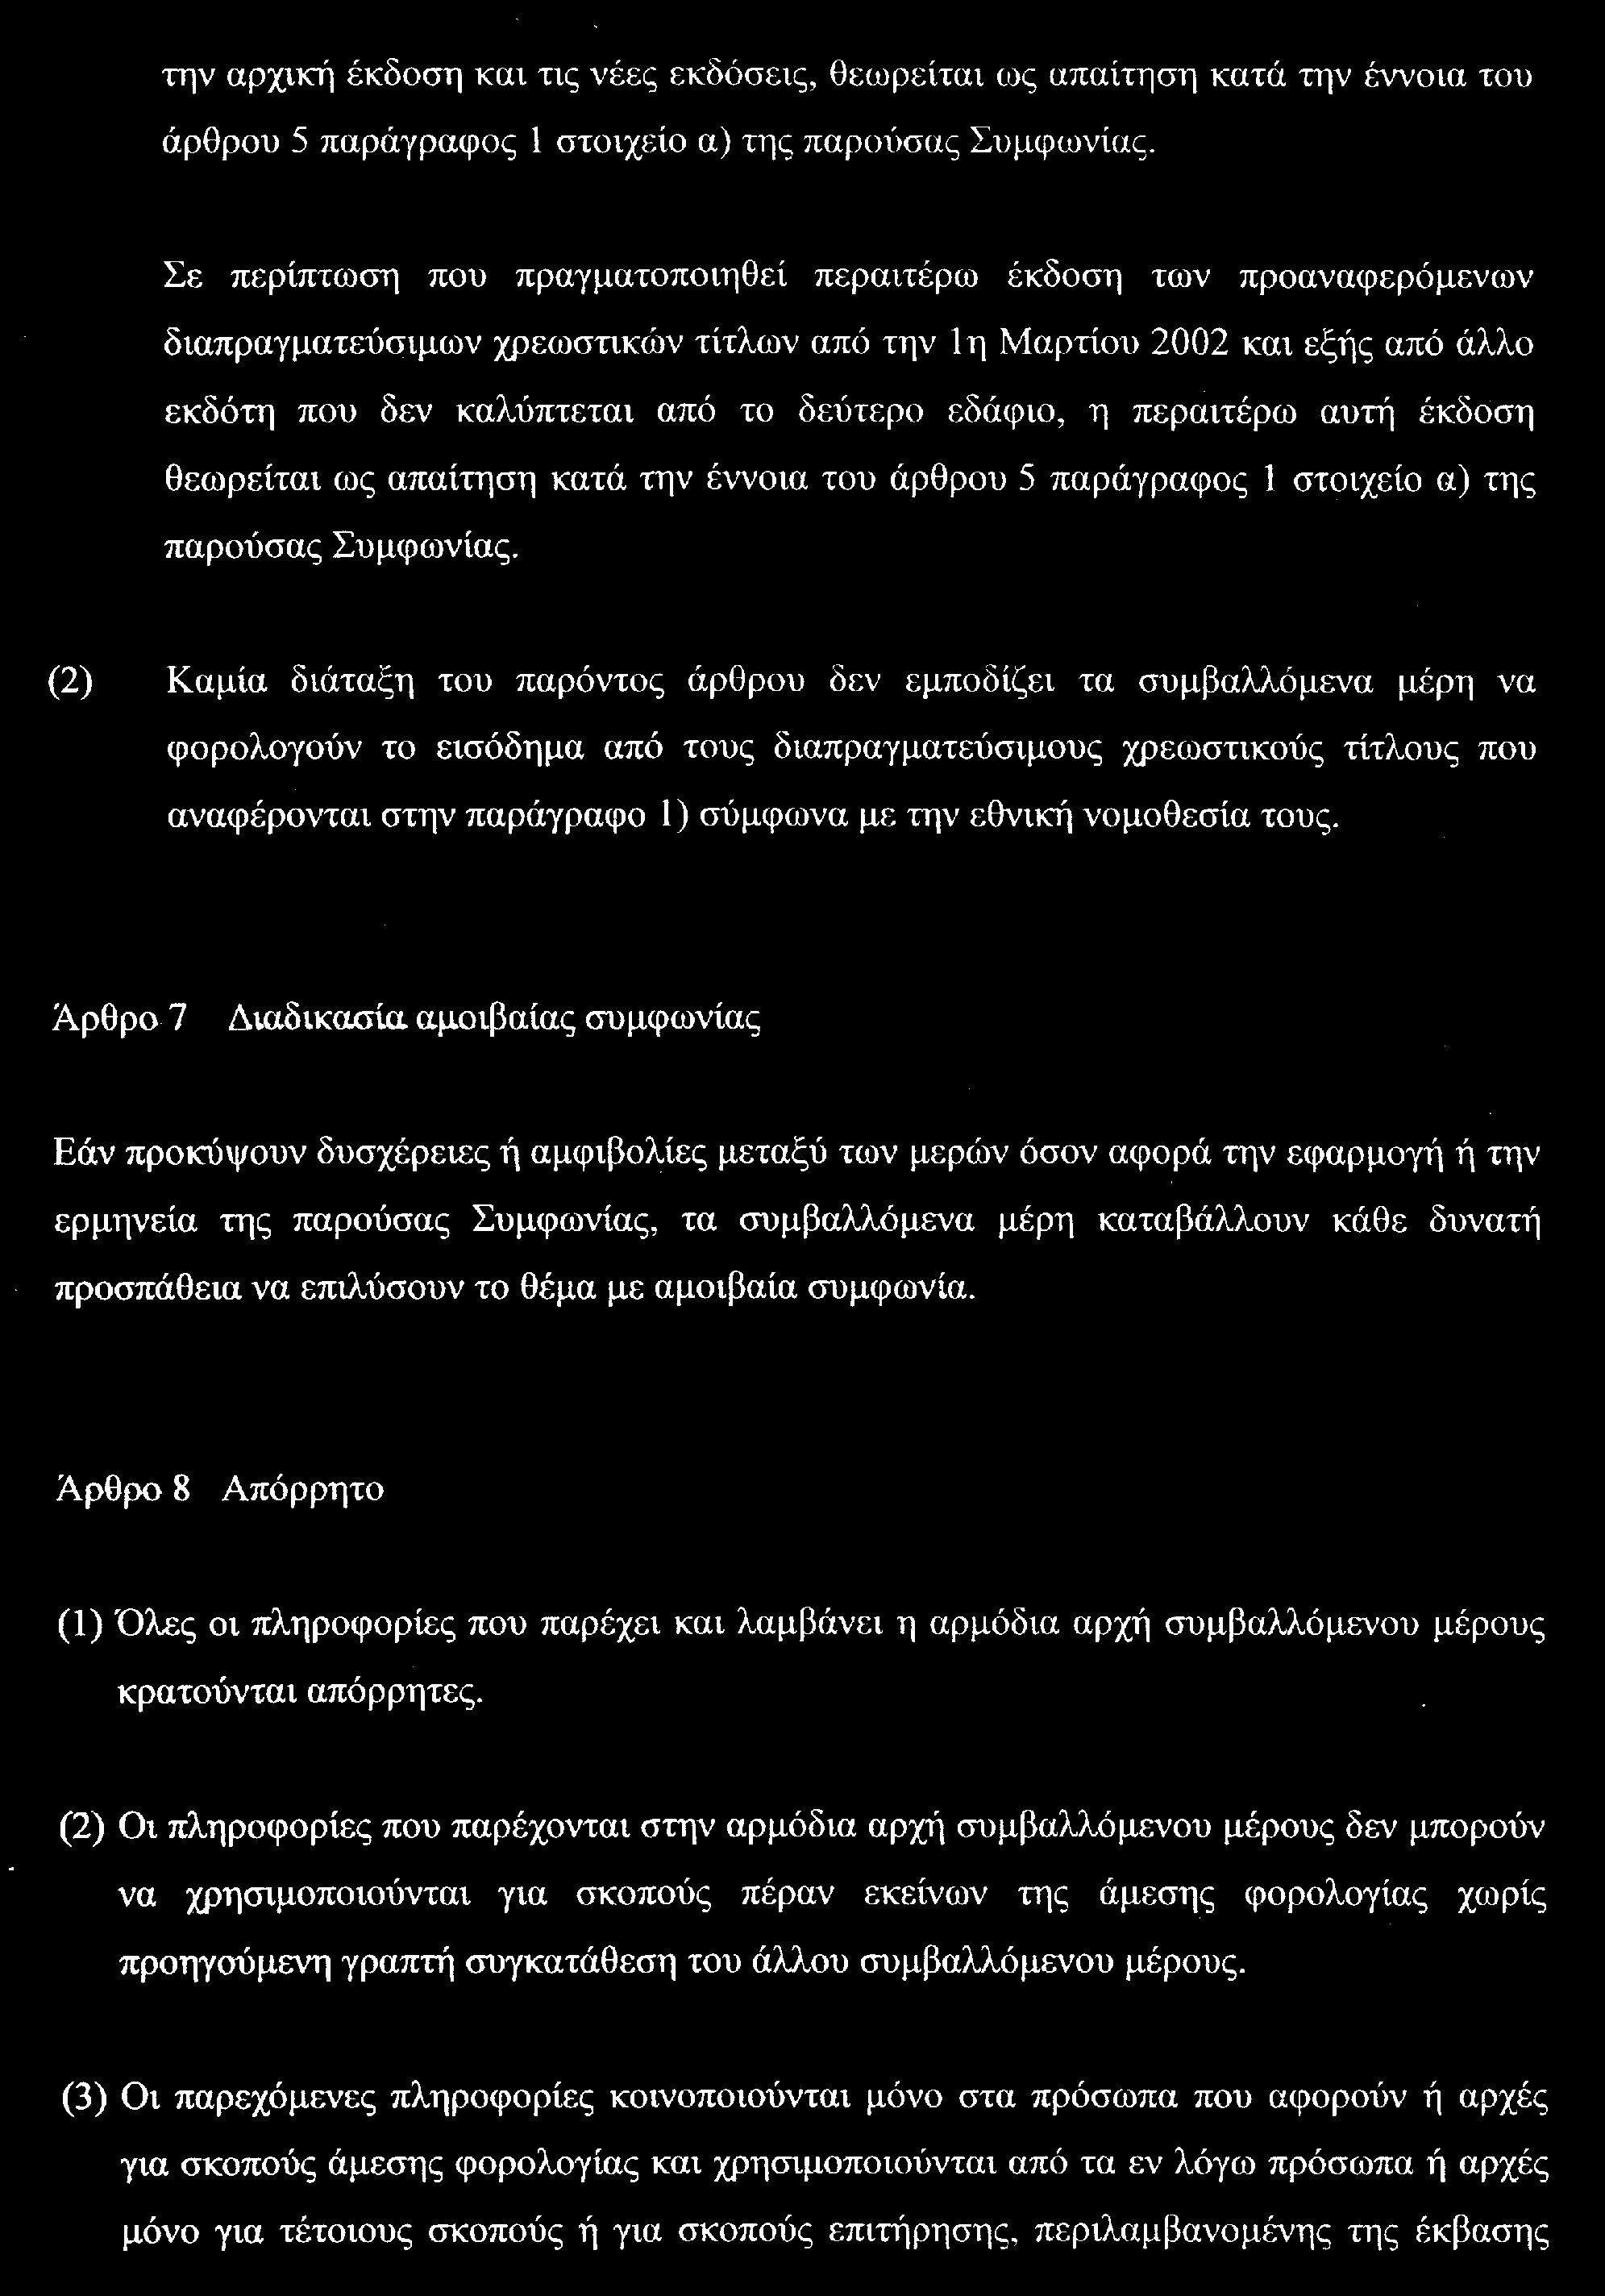 την αρχική έκδοση και τις νέες εκδόσεις, θεωρείται ως απαίτηση κατά την έννοια του
άρθρου 5 παράγραφος 1 στοιχείο α) της παρούσας Συμφωνίας.
Σε περίπτωση που πραγματοποιηθεί περαιτέρω έκδοση των προαναφερόμενων
διαπραγματεύσιμων χρεωστικών τίτλων από την 1η Μαρτίου 2002 και εξής από άλλο
εκδότη που δεν καλύπτεται από το δεύτερο εδάφιο, η περαιτέρω αυτή έκδοση
θεωρείται ως απαίτηση κατά την έννοια του άρθρου 5 παράγραφος 1 στοιχείο α) της
παρούσας Συμφωνίας.
(2) Καμία διάταξη του παρόντος άρθρου δεν εμποδίζει τα συμβαλλόμενα μέρη να
φορολογούν το εισόδημα από τους διαπραγματεύσιμους χρεωστικούς τίτλους που
αναφέρονται στην παράγραφο 1) σύμφωνα με την εθνική νομοθεσία τους.
Άρθρο 7 Διαδικασία αμοιβαίας συμφωνίας
Εάν προκύψουν δυσχέρειες ή αμφιβολίες μεταξύ των μερών όσον αφορά την εφαρμογή ή την
ερμηνεία της παρούσας Συμφωνίας, τα συμβαλλόμενα μέρη καταβάλλουν κάθε δυνατή
προσπάθεια να επιλύσουν το θέμα με αμοιβαία συμφωνία.
Άρθρο 8 Απόρρητο
(1) Όλες οι πληροφορίες που παρέχει και λαμβάνει η αρμόδια αρχή συμβαλλόμενου μέρους
κρατούνται απόρρητες.
(2) Οι πληροφορίες που παρέχονται στην αρμόδια αρχή συμβαλλόμενου μέρους δεν μπορούν
να χρησιμοποιούνται για σκοπούς πέραν εκείνων της άμεσης φορολογίας χωρίς
προηγούμενη γραπτή συγκατάθεση του άλλου συμβαλλόμενου μέρους.
(3) Οι παρεχόμενες πληροφορίες κοινοποιούνται μόνο στα πρόσωπα που αφορούν ή αρχές
για σκοπούς άμεσης φορολογίας και χρησιμοποιούνται από τα εν λόγω πρόσωπα ή αρχές
μόνο για τέτοιους σκοπούς ή για σκοπούς επιτήρησης, περιλαμβανομένης της έκβασης